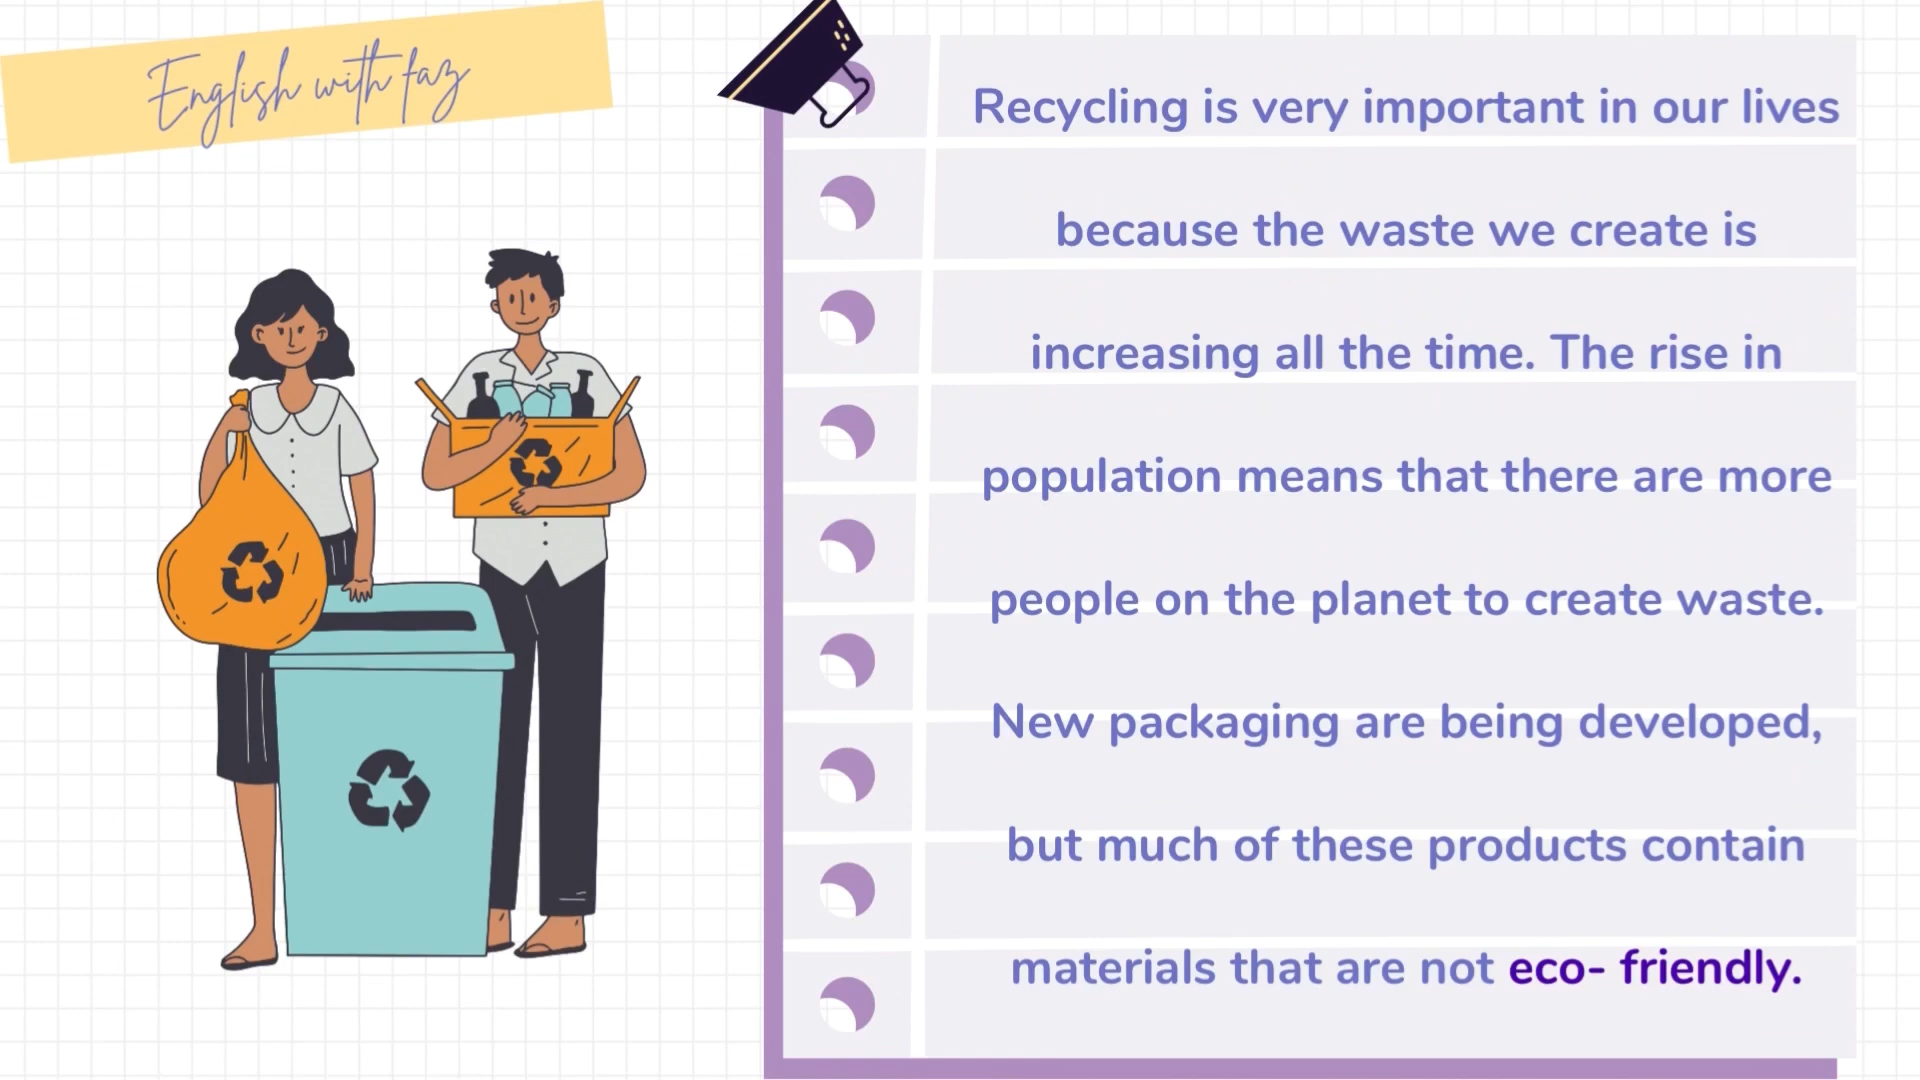 English with faz
Recycling is very important in our lives
because the waste we create is
increasing all the time. The rise in
population means that there are more
people on the planet to create waste.
New packaging are being developed,
but much of these products contain
materials that are not eco- friendly.